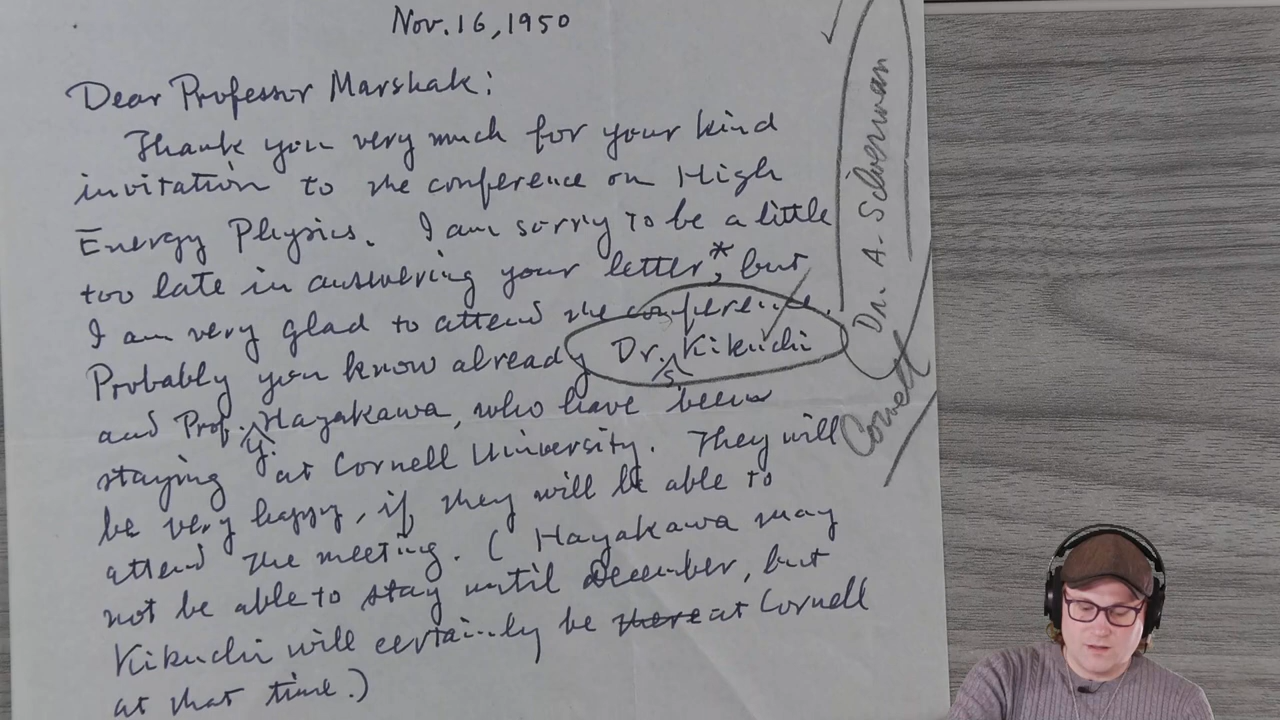 Nov. 16, 1950
Dear Professor Marshak:
Thank you very much for your kind
invitation to the conference on High
Energy Physics. I am sorry to be a little
too late in answering your letter*, but
I am very glad to attend the conference.
Probably you know already Dr. S. Kikuchi
and Prof. Y. Hayakawa, who have been
staying at Cornell University. They will
be very happy, if they will be able to
attend the meeting. ( Hayakawa may
not be able to stay until December, but
Kikuchi will certainly be there at Cornell
at that time.)
Dr. A. Silverman
Cornell